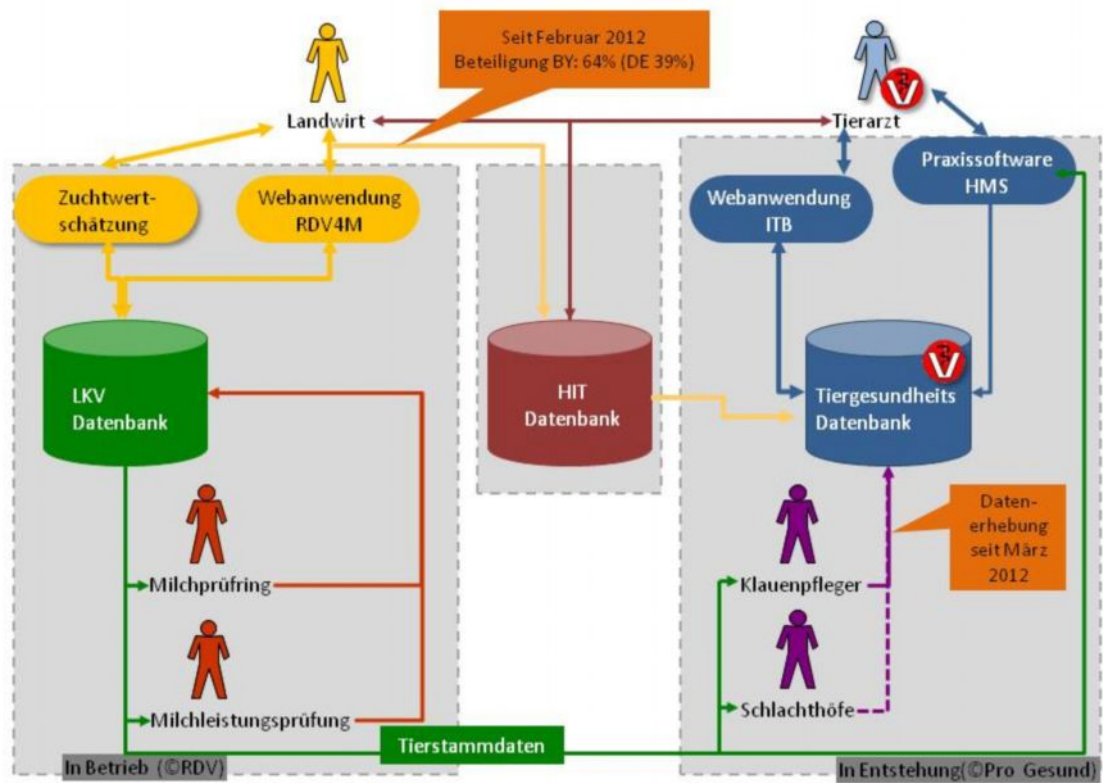 Seit Februar 2012
Beteiligung BY: 64% (DE 39%)
Landwirt
Tierarzt
V
Zuchtwert-
schätzung
Webanwendung
RDV4M
Webanwendung
ITB
Praxissoftware
HMS
LKV
Datenbank
HIT
Datenbank
V
Tiergesundheits
Datenbank
Milchprüfring
Milchleistungsprüfung
Klauenpfleger
Schlachthöfe
Daten-
erhebung
seit März
2012
Tierstammdaten
In Betrieb (©RDV)
In Entstehung(©Pro Gesund)